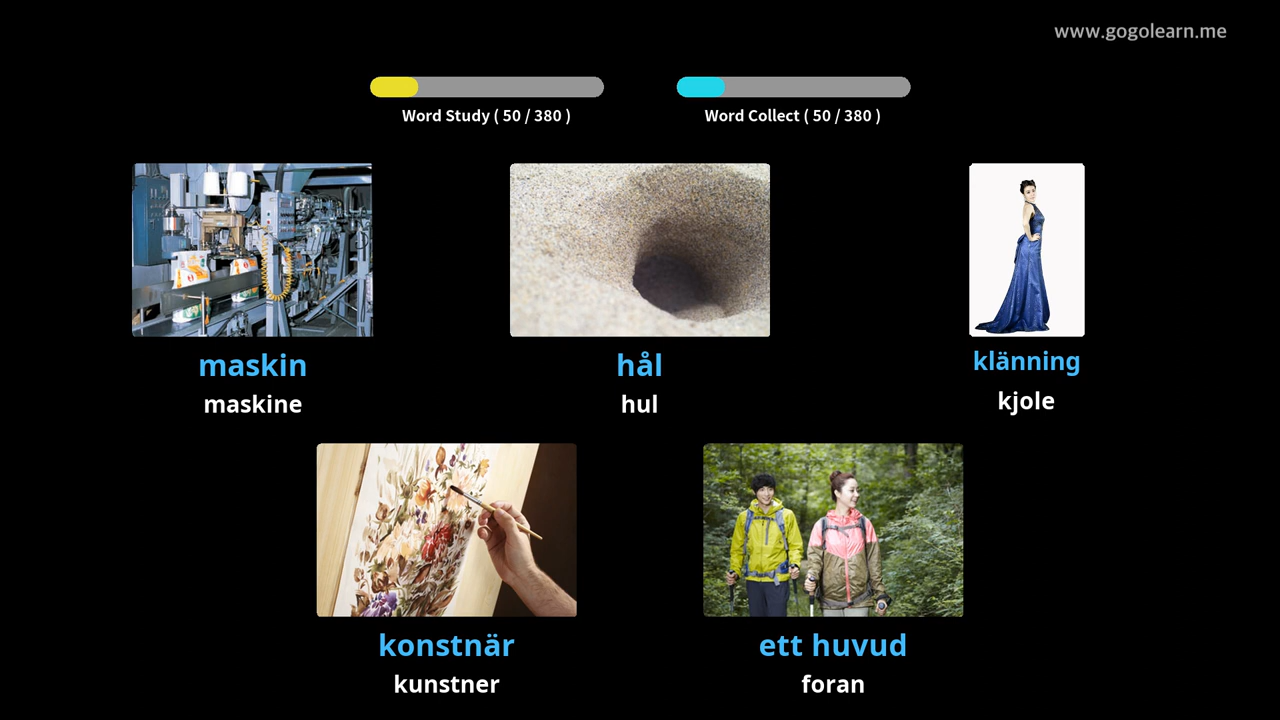 www.gogolearn.me
Word Study ( 50 / 380 )
Word Collect ( 50 / 380 )
maskin
maskine
hål
hul
klänning
kjole
konstnär
kunstner
ett huvud
foran